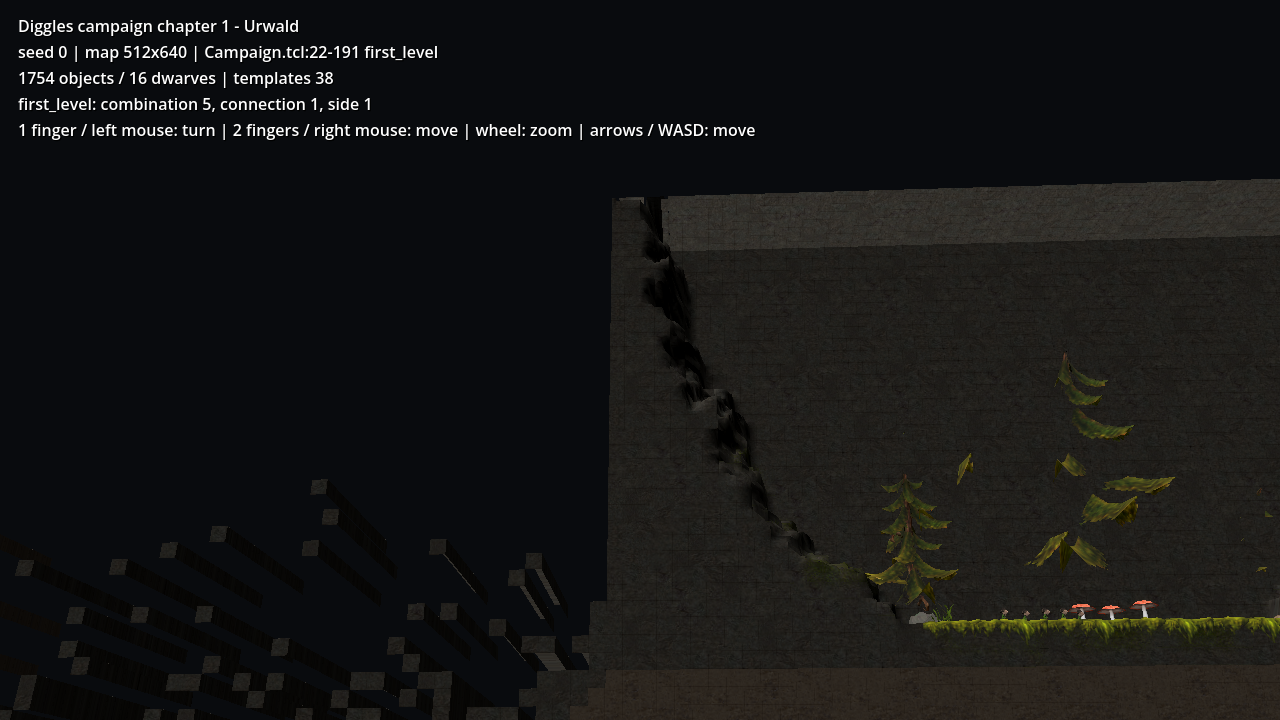 Diggles campaign chapter 1 - Urwald
seed 0 | map 512x640 | Campaign.tcl:22-191 first_level
1754 objects / 16 dwarves | templates 38
first_level: combination 5, connection 1, side 1
1 finger / left mouse: turn | 2 fingers / right mouse: move | wheel: zoom | arrows / WASD: move